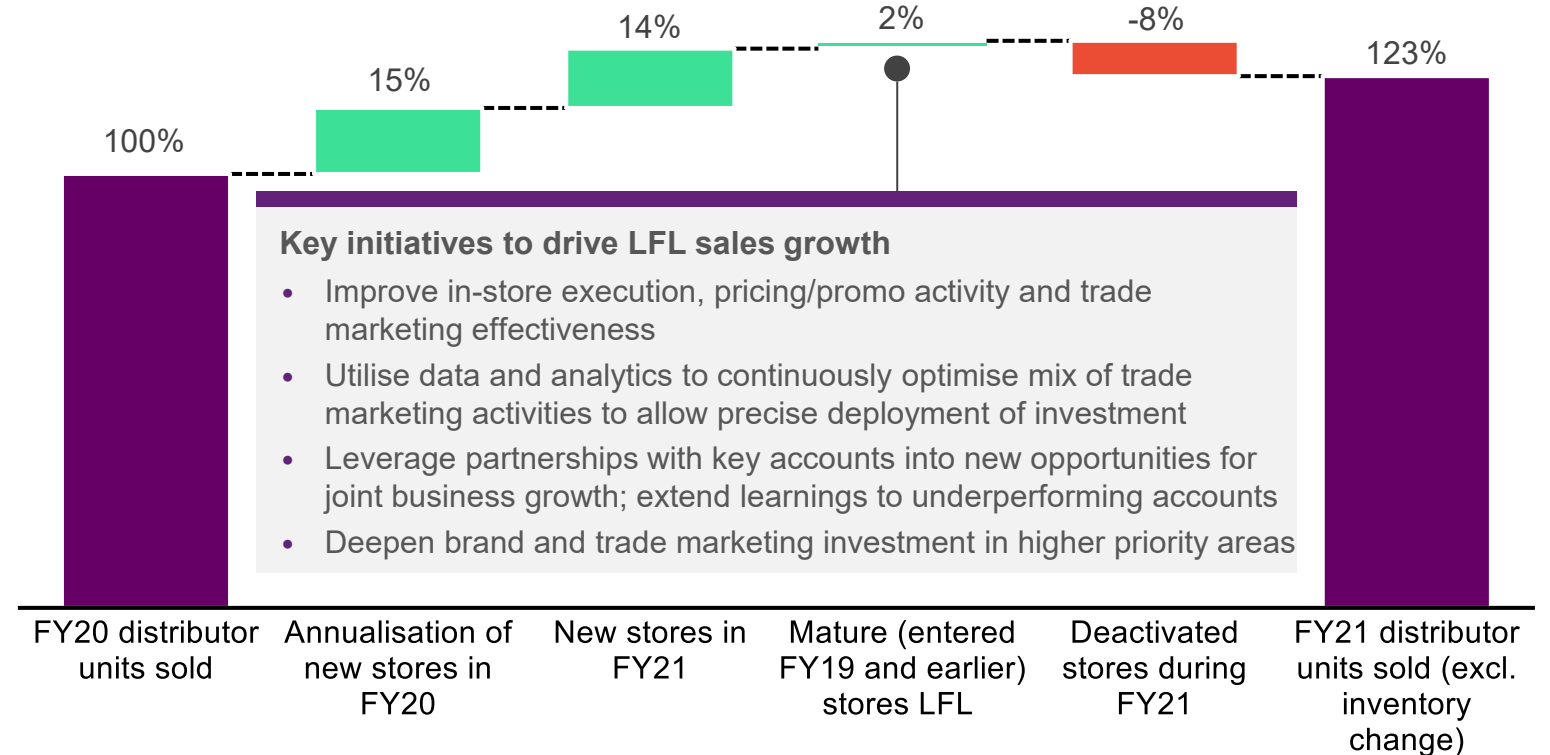 100%
15%
14%
2%
-8%
123%
Key initiatives to drive LFL sales growth
• Improve in-store execution, pricing/promo activity and trade
marketing effectiveness
• Utilise data and analytics to continuously optimise mix of trade
marketing activities to allow precise deployment of investment
• Leverage partnerships with key accounts into new opportunities for
joint business growth; extend learnings to underperforming accounts
• Deepen brand and trade marketing investment in higher priority areas
FY20 distributor
units sold
Annualisation of
new stores in
FY20
New stores in
FY21
Mature (entered
FY19 and earlier)
stores LFL
Deactivated
stores during
FY21
FY21 distributor
units sold (excl.
inventory
change)